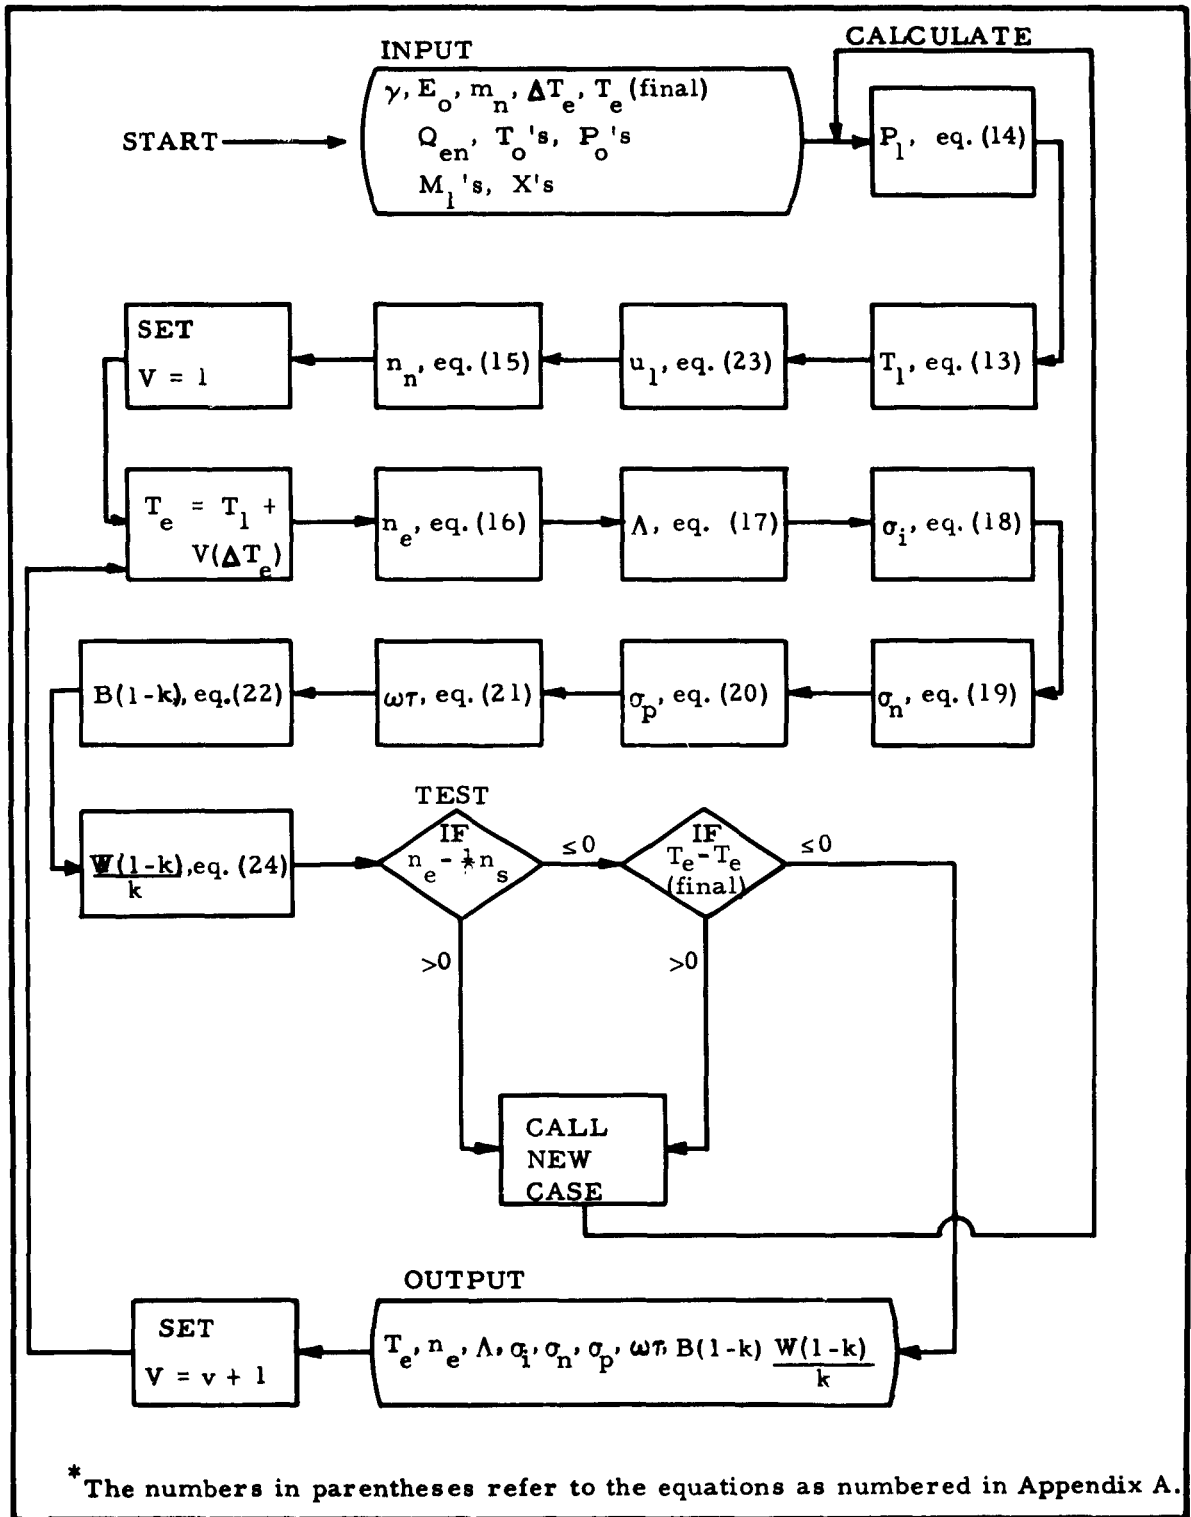 CALCULATE
INPUT
γ, E_o, m_n, ΔT_e, T_e (final)
Q_en, T_o's, P_o's
M_1's, X's
START
P_1, eq. (14)
SET
V = 1
n_n, eq. (15)
u_1, eq. (23)
T_1, eq. (13)
T_e = T_1 +
V(ΔT_e)
n_e, eq. (16)
Λ, eq. (17)
σ_i, eq. (18)
B(1-k), eq.(22)
ωτ, eq. (21)
σ_p, eq. (20)
σ_n, eq. (19)
W(1-k)/k, eq. (24)
TEST
IF
n_e - n_s
≤ 0
IF
T_e - T_e
(final)
≤ 0
>0
>0
CALL
NEW
CASE
OUTPUT
SET
V = v + 1
T_e, n_e, Λ, σ_i, σ_n, σ_p, ωτ, B(1-k) W(1-k)/k
*The numbers in parentheses refer to the equations as numbered in Appendix A.